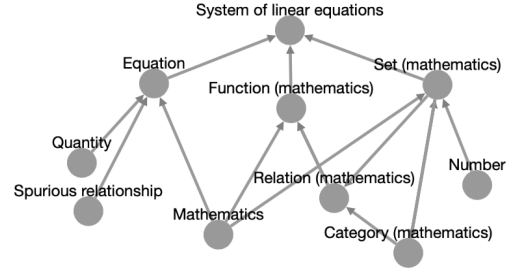 System of linear equations
Equation
Set (mathematics)
Function (mathematics)
Quantity
Number
Relation (mathematics)
Spurious relationship
Mathematics
Category (mathematics)